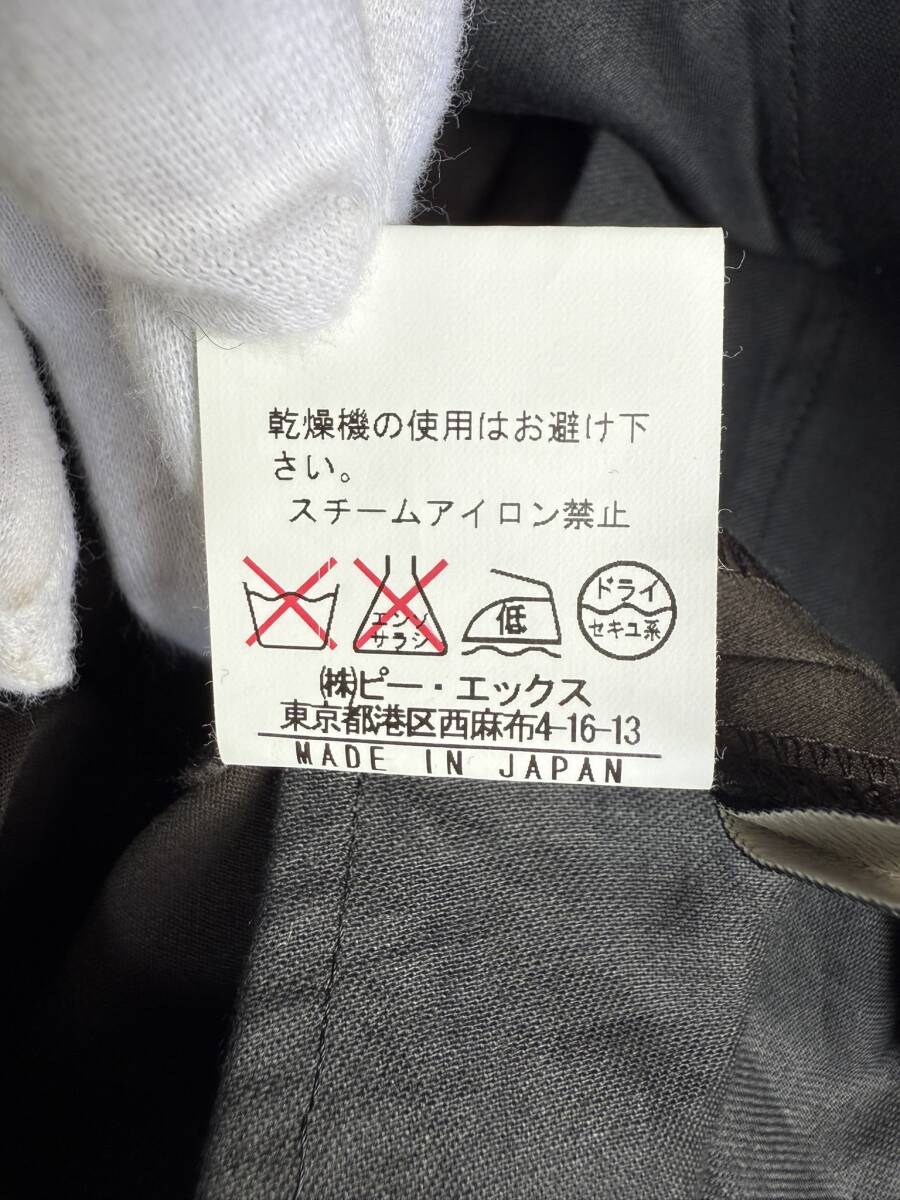 乾燥機の使用はお避け下
さい。
スチームアイロン禁止
エンソ
サラシ
低
ドライ
セキユ系
㈱ピー・エックス
東京都港区西麻布4-16-13
MADE IN JAPAN